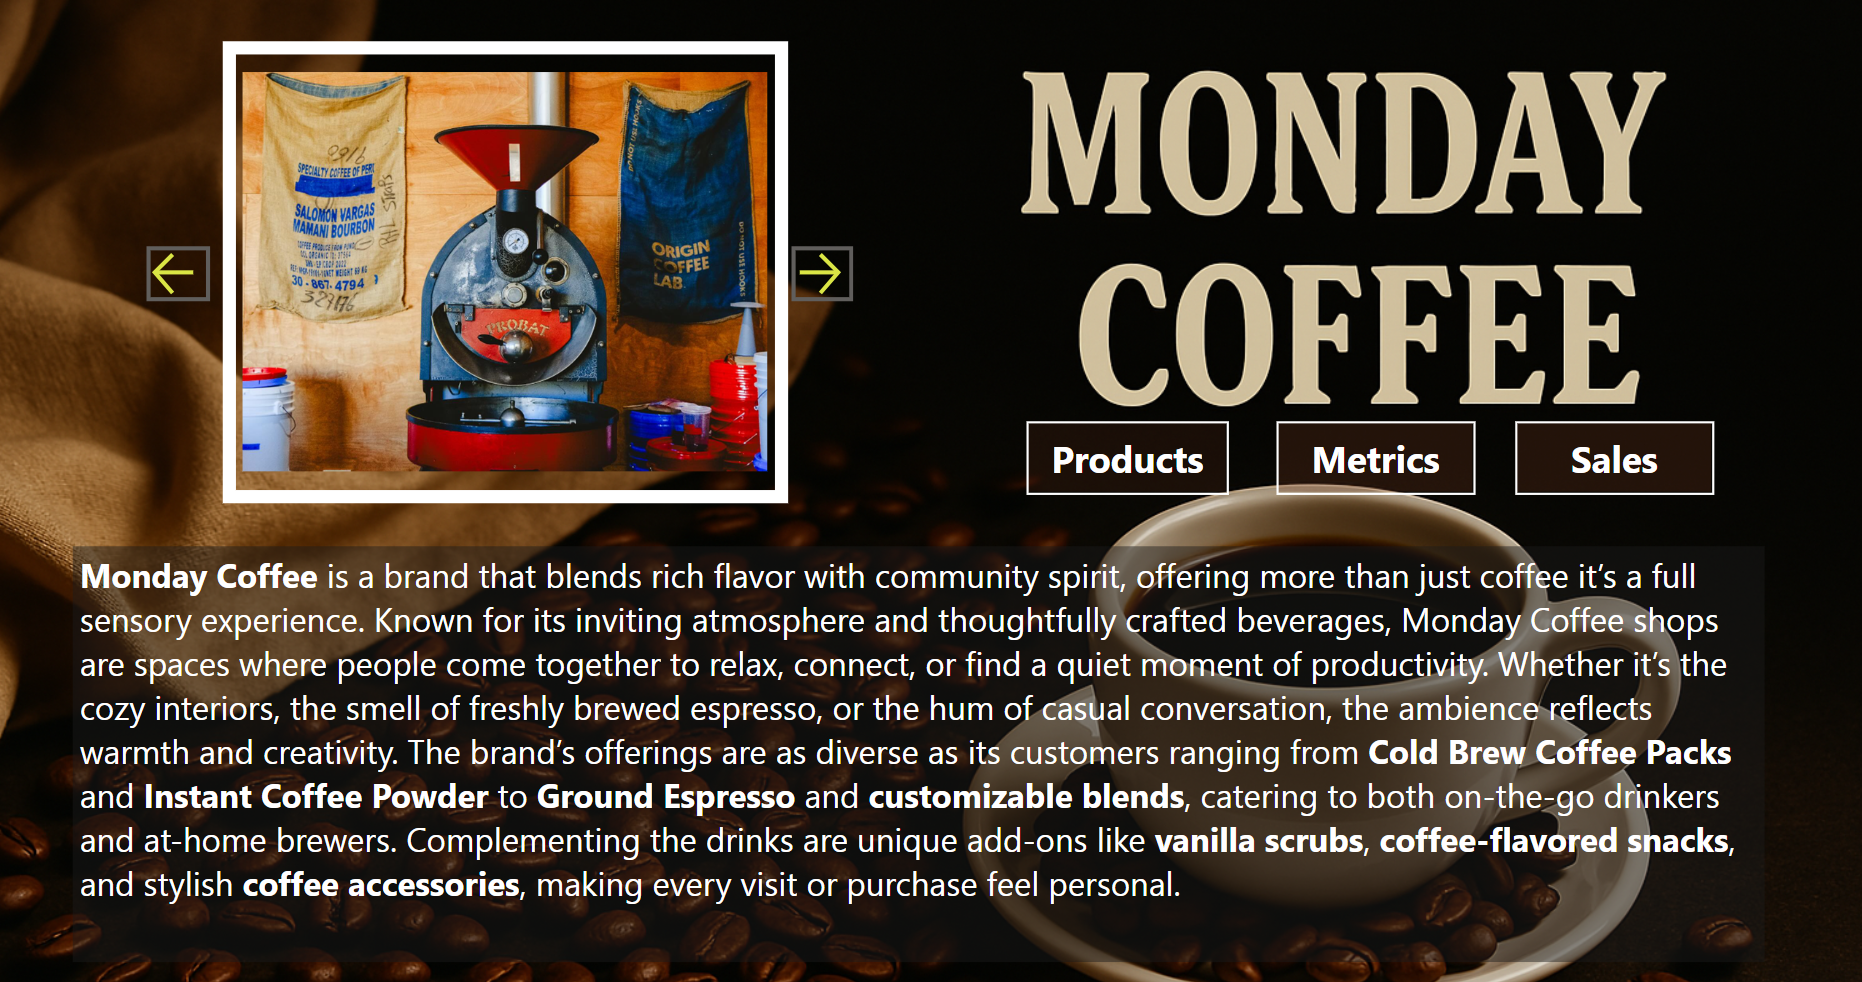 MONDAY
COFFEE
SPECIALTY COFFEE OF PERU
SALOMON VARGAS
MAMANI BOURBON
30 - 867. 4794
ORIGIN
COFFEE
LAB.
PROBAT
Products
Metrics
Sales
Monday Coffee is a brand that blends rich flavor with community spirit, offering more than just coffee it’s a full
sensory experience. Known for its inviting atmosphere and thoughtfully crafted beverages, Monday Coffee shops
are spaces where people come together to relax, connect, or find a quiet moment of productivity. Whether it’s the
cozy interiors, the smell of freshly brewed espresso, or the hum of casual conversation, the ambience reflects
warmth and creativity. The brand’s offerings are as diverse as its customers ranging from Cold Brew Coffee Packs
and Instant Coffee Powder to Ground Espresso and customizable blends, catering to both on-the-go drinkers
and at-home brewers. Complementing the drinks are unique add-ons like vanilla scrubs, coffee-flavored snacks,
and stylish coffee accessories, making every visit or purchase feel personal.